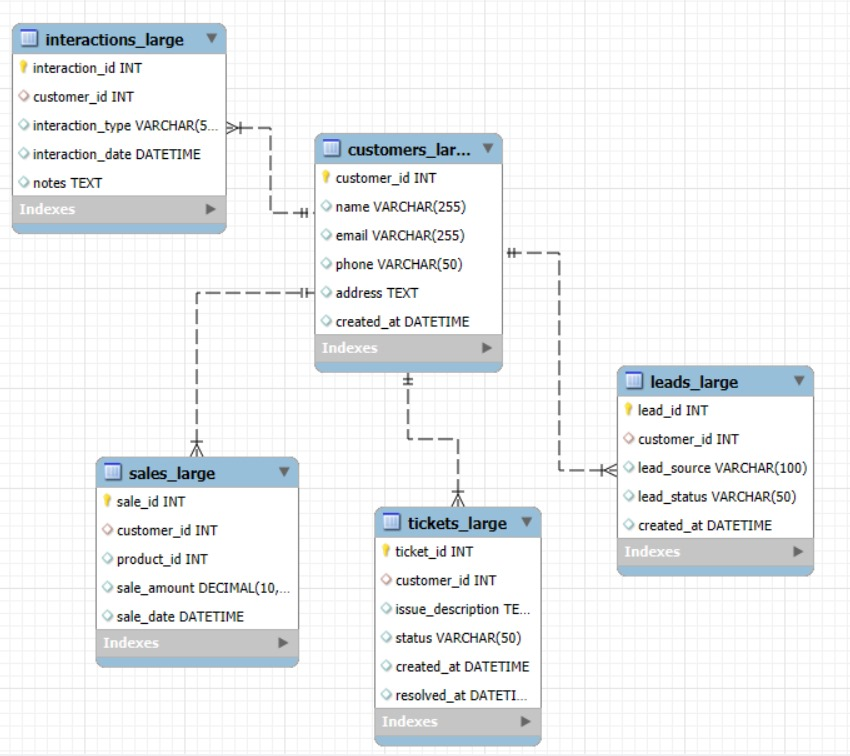 interactions_large
interaction_id INT
customer_id INT
interaction_type VARCHAR(5...
interaction_date DATETIME
notes TEXT
Indexes
customers_lar...
customer_id INT
name VARCHAR(255)
email VARCHAR(255)
phone VARCHAR(50)
address TEXT
created_at DATETIME
Indexes
leads_large
lead_id INT
customer_id INT
lead_source VARCHAR(100)
lead_status VARCHAR(50)
created_at DATETIME
Indexes
sales_large
sale_id INT
customer_id INT
product_id INT
sale_amount DECIMAL(10,...
sale_date DATETIME
Indexes
tickets_large
ticket_id INT
customer_id INT
issue_description TE...
status VARCHAR(50)
created_at DATETIME
resolved_at DATETI...
Indexes